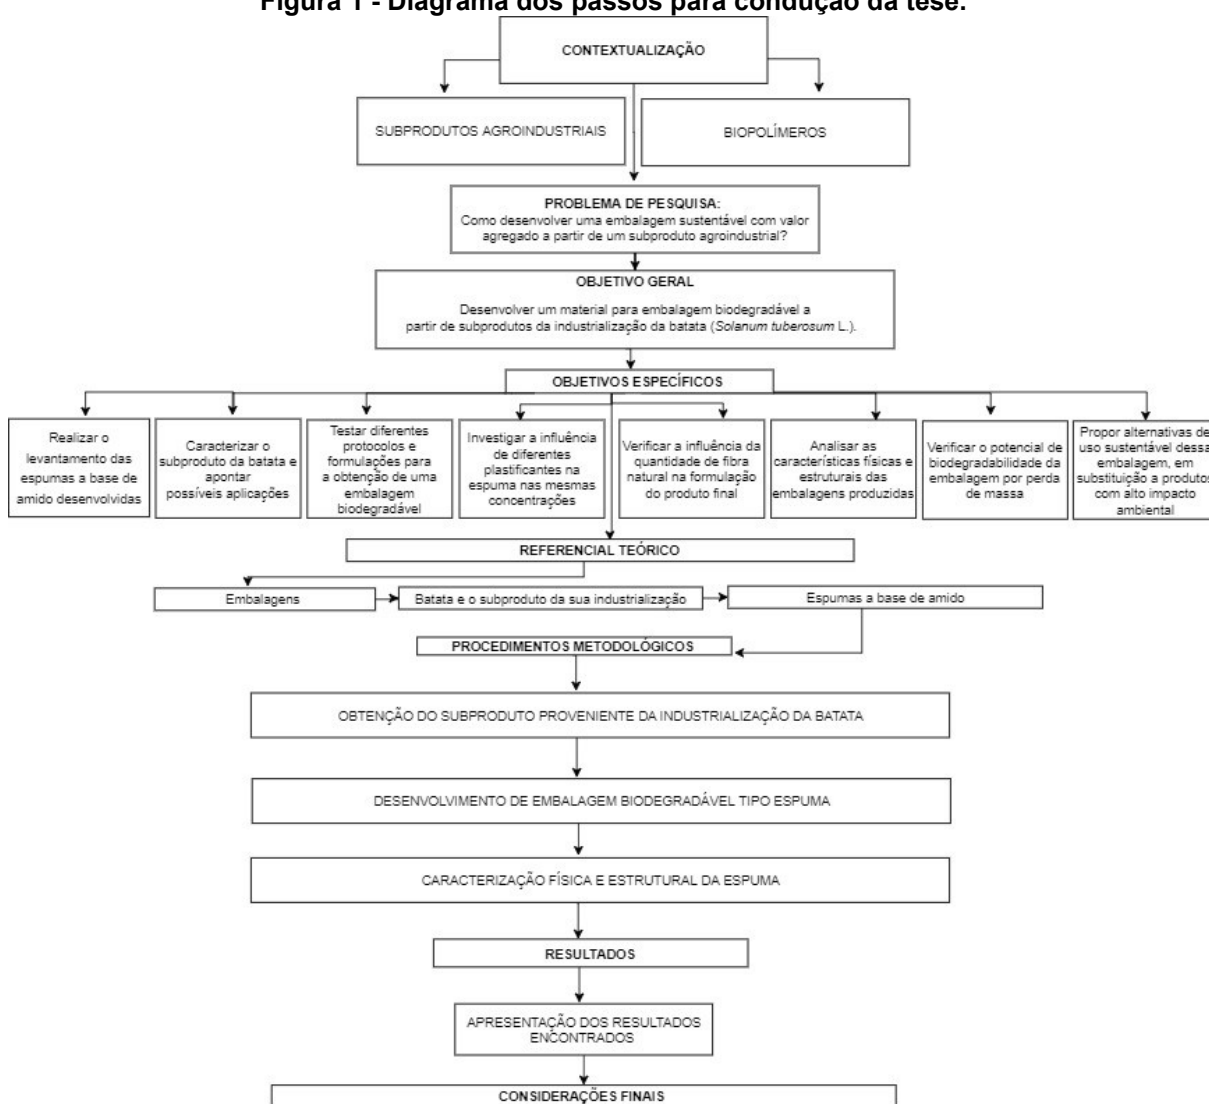 Figura 1 - Diagrama dos passos para condução da tese.
CONTEXTUALIZAÇÃO
SUBPRODUTOS AGROINDUSTRIAIS
BIOPOLÍMEROS
PROBLEMA DE PESQUISA:
Como desenvolver uma embalagem sustentável com valor
agregado a partir de um subproduto agroindustrial?
OBJETIVO GERAL
Desenvolver um material para embalagem biodegradável a
partir de subprodutos da industrialização da batata (Solanum tuberosum L.).
OBJETIVOS ESPECÍFICOS
Realizar o
levantamento das
espumas a base de
amido desenvolvidas
Caracterizar o
subproduto da batata e
apontar
possíveis aplicações
Testar diferentes
protocolos e
formulações para
a obtenção de uma
embalagem
biodegradável
Investigar a influência
de diferentes
plastificantes na
espuma nas mesmas
concentrações
Verificar a influência da
quantidade de fibra
natural na formulação
do produto final
Analisar as
características físicas e
estruturais das
embalagens produzidas
Verificar o potencial de
biodegradabilidade da
embalagem por perda
de massa
Propor alternativas de
uso sustentável dessa
embalagem, em
substituição a produtos
com alto impacto
ambiental
REFERENCIAL TEÓRICO
Embalagens
Batata e o subproduto da sua industrialização
Espumas a base de amido
PROCEDIMENTOS METODOLÓGICOS
OBTENÇÃO DO SUBPRODUTO PROVENIENTE DA INDUSTRIALIZAÇÃO DA BATATA
DESENVOLVIMENTO DE EMBALAGEM BIODEGRADÁVEL TIPO ESPUMA
CARACTERIZAÇÃO FÍSICA E ESTRUTURAL DA ESPUMA
RESULTADOS
APRESENTAÇÃO DOS RESULTADOS
ENCONTRADOS
CONSIDERAÇÕES FINAIS